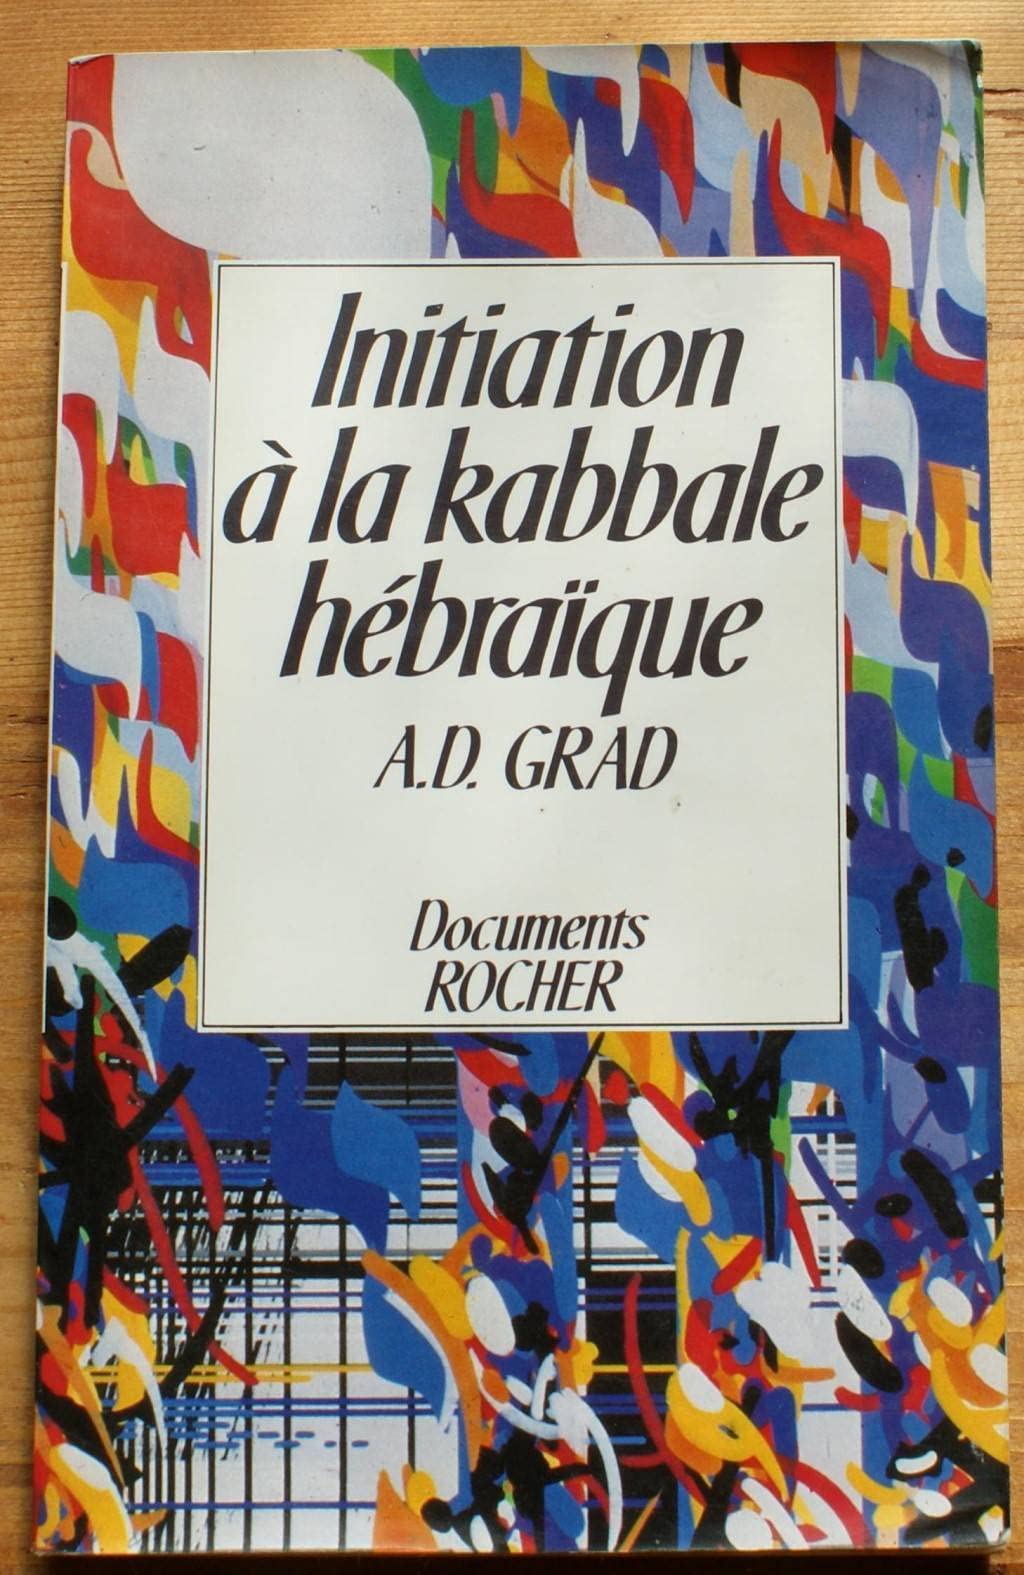 Initiation
à la kabbale
hébraïque
A.D. GRAD
Documents
ROCHER